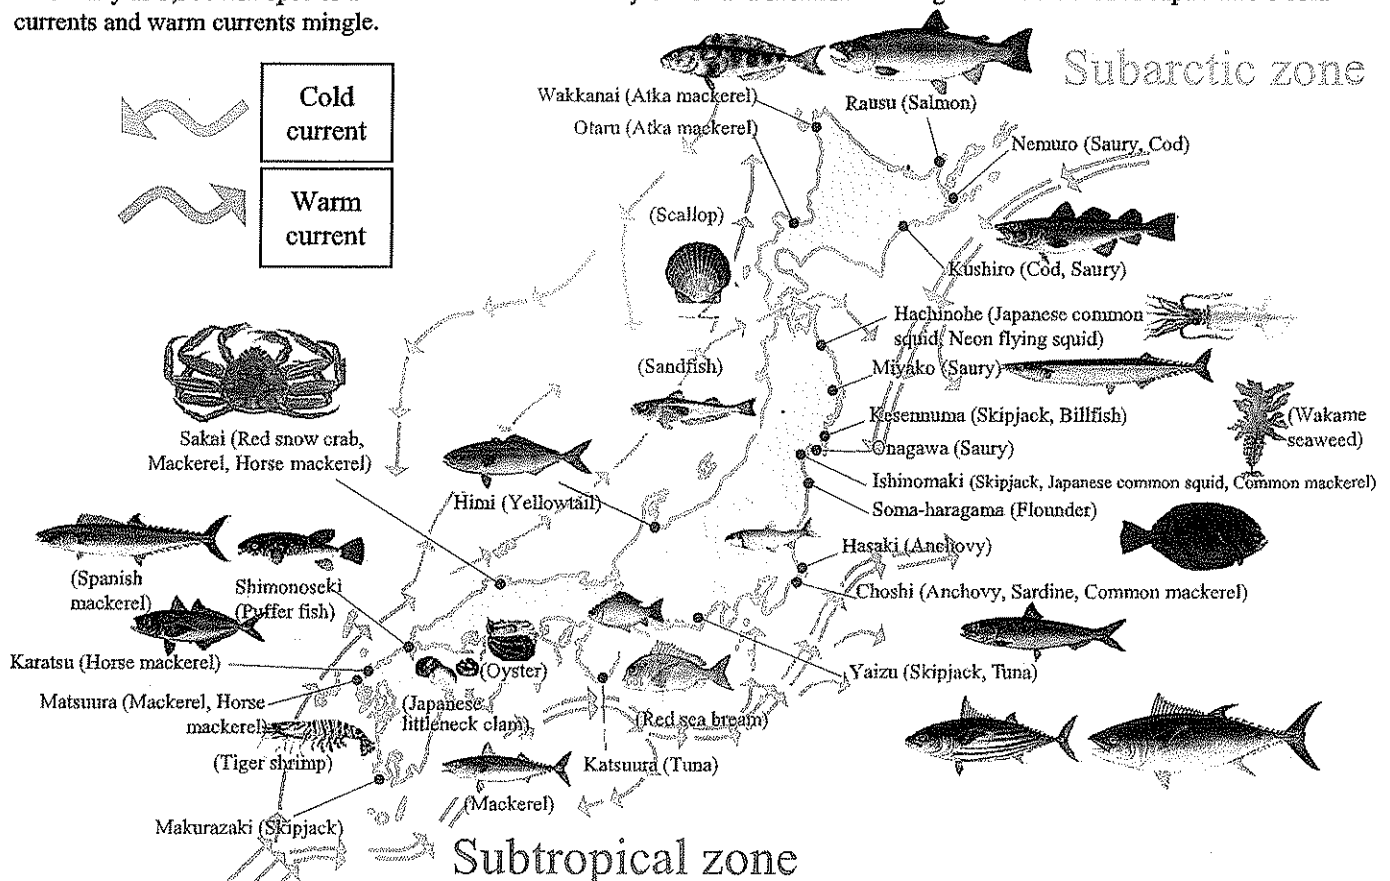 currents and warm currents mingle.
Subarctic zone
Cold
current
Warm
current
Wakkanai (Atka mackerel)
Rausu (Salmon)
Otaru (Atka mackerel)
Nemuro (Saury, Cod)
(Scallop)
Kushiro (Cod, Saury)
Hachinohe (Japanese common
squid, Neon flying squid)
(Sandfish)
Miyako (Saury)
Kesennuma (Skipjack, Billfish)
(Wakame
seaweed)
Sakai (Red snow crab,
Mackerel, Horse mackerel)
Onagawa (Saury)
Ishinomaki (Skipjack, Japanese common squid, Common mackerel)
Himi (Yellowtail)
Soma-haragama (Flounder)
Hasaki (Anchovy)
(Spanish
mackerel)
Shimonoseki
(Puffer fish)
Choshi (Anchovy, Sardine, Common mackerel)
Karatsu (Horse mackerel)
(Oyster)
Yaizu (Skipjack, Tuna)
Matsuura (Mackerel, Horse
mackerel)
(Japanese
littleneck clam)
(Red sea bream)
(Tiger shrimp)
Katsuura (Tuna)
(Mackerel)
Makurazaki (Skipjack)
Subtropical zone